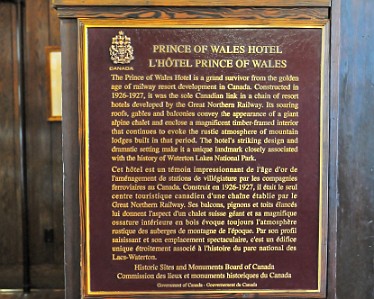 CANADA
PRINCE OF WALES HOTEL
L'HÔTEL PRINCE OF WALES
The Prince of Wales Hotel is a grand survivor from the golden
age of railway resort development in Canada. Constructed in
1926-1927, it was the sole Canadian link in a chain of resort
hotels developed by the Great Northern Railway. Its soaring
roofs, gables and balconies convey the appearance of a giant
alpine chalet and enclose a magnificent timber-framed interior
that continues to evoke the rustic atmosphere of mountain
lodges built in that period. The hotel's striking design and
dramatic setting make it a unique landmark closely associated
with the history of Waterton Lakes National Park.
Cet hôtel est un témoin impressionnant de l'âge d'or de
l'aménagement de stations de villégiature par les compagnies
ferroviaires au Canada. Construit en 1926-1927, il était le seul
centre touristique canadien d'une chaîne établie par le
Great Northern Railway. Ses balcons, pignons et toits élancés
lui donnent l'aspect d'un chalet suisse géant et sa magnifique
ossature intérieure en bois évoque toujours l'atmosphère
rustique des auberges de montagne de l'époque. Par son profil
saisissant et son emplacement spectaculaire, c'est un édifice
unique étroitement associé à l'histoire du parc national des
Lacs-Waterton.
Historic Sites and Monuments Board of Canada
Commission des lieux et monuments historiques du Canada
Government of Canada - Gouvernement du Canada